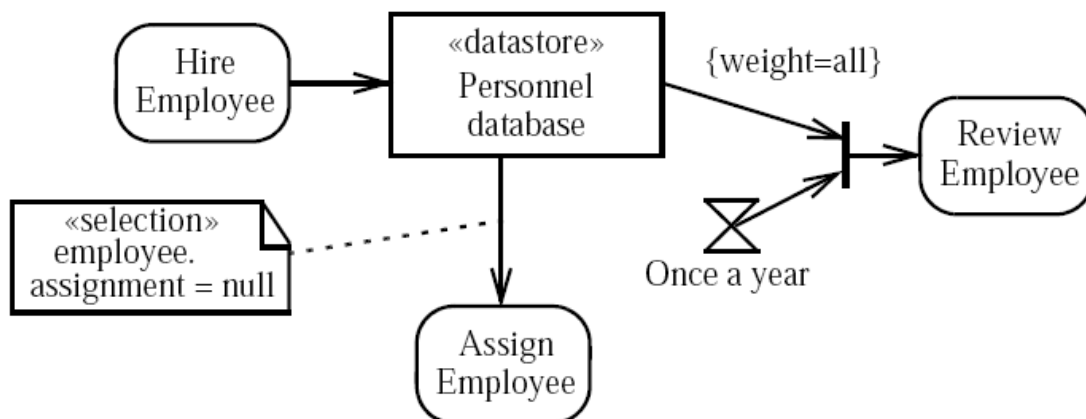 Hire
Employee
«datastore»
Personnel
database
{weight=all}
Review
Employee
«selection»
employee.
assignment = null
Once a year
Assign
Employee